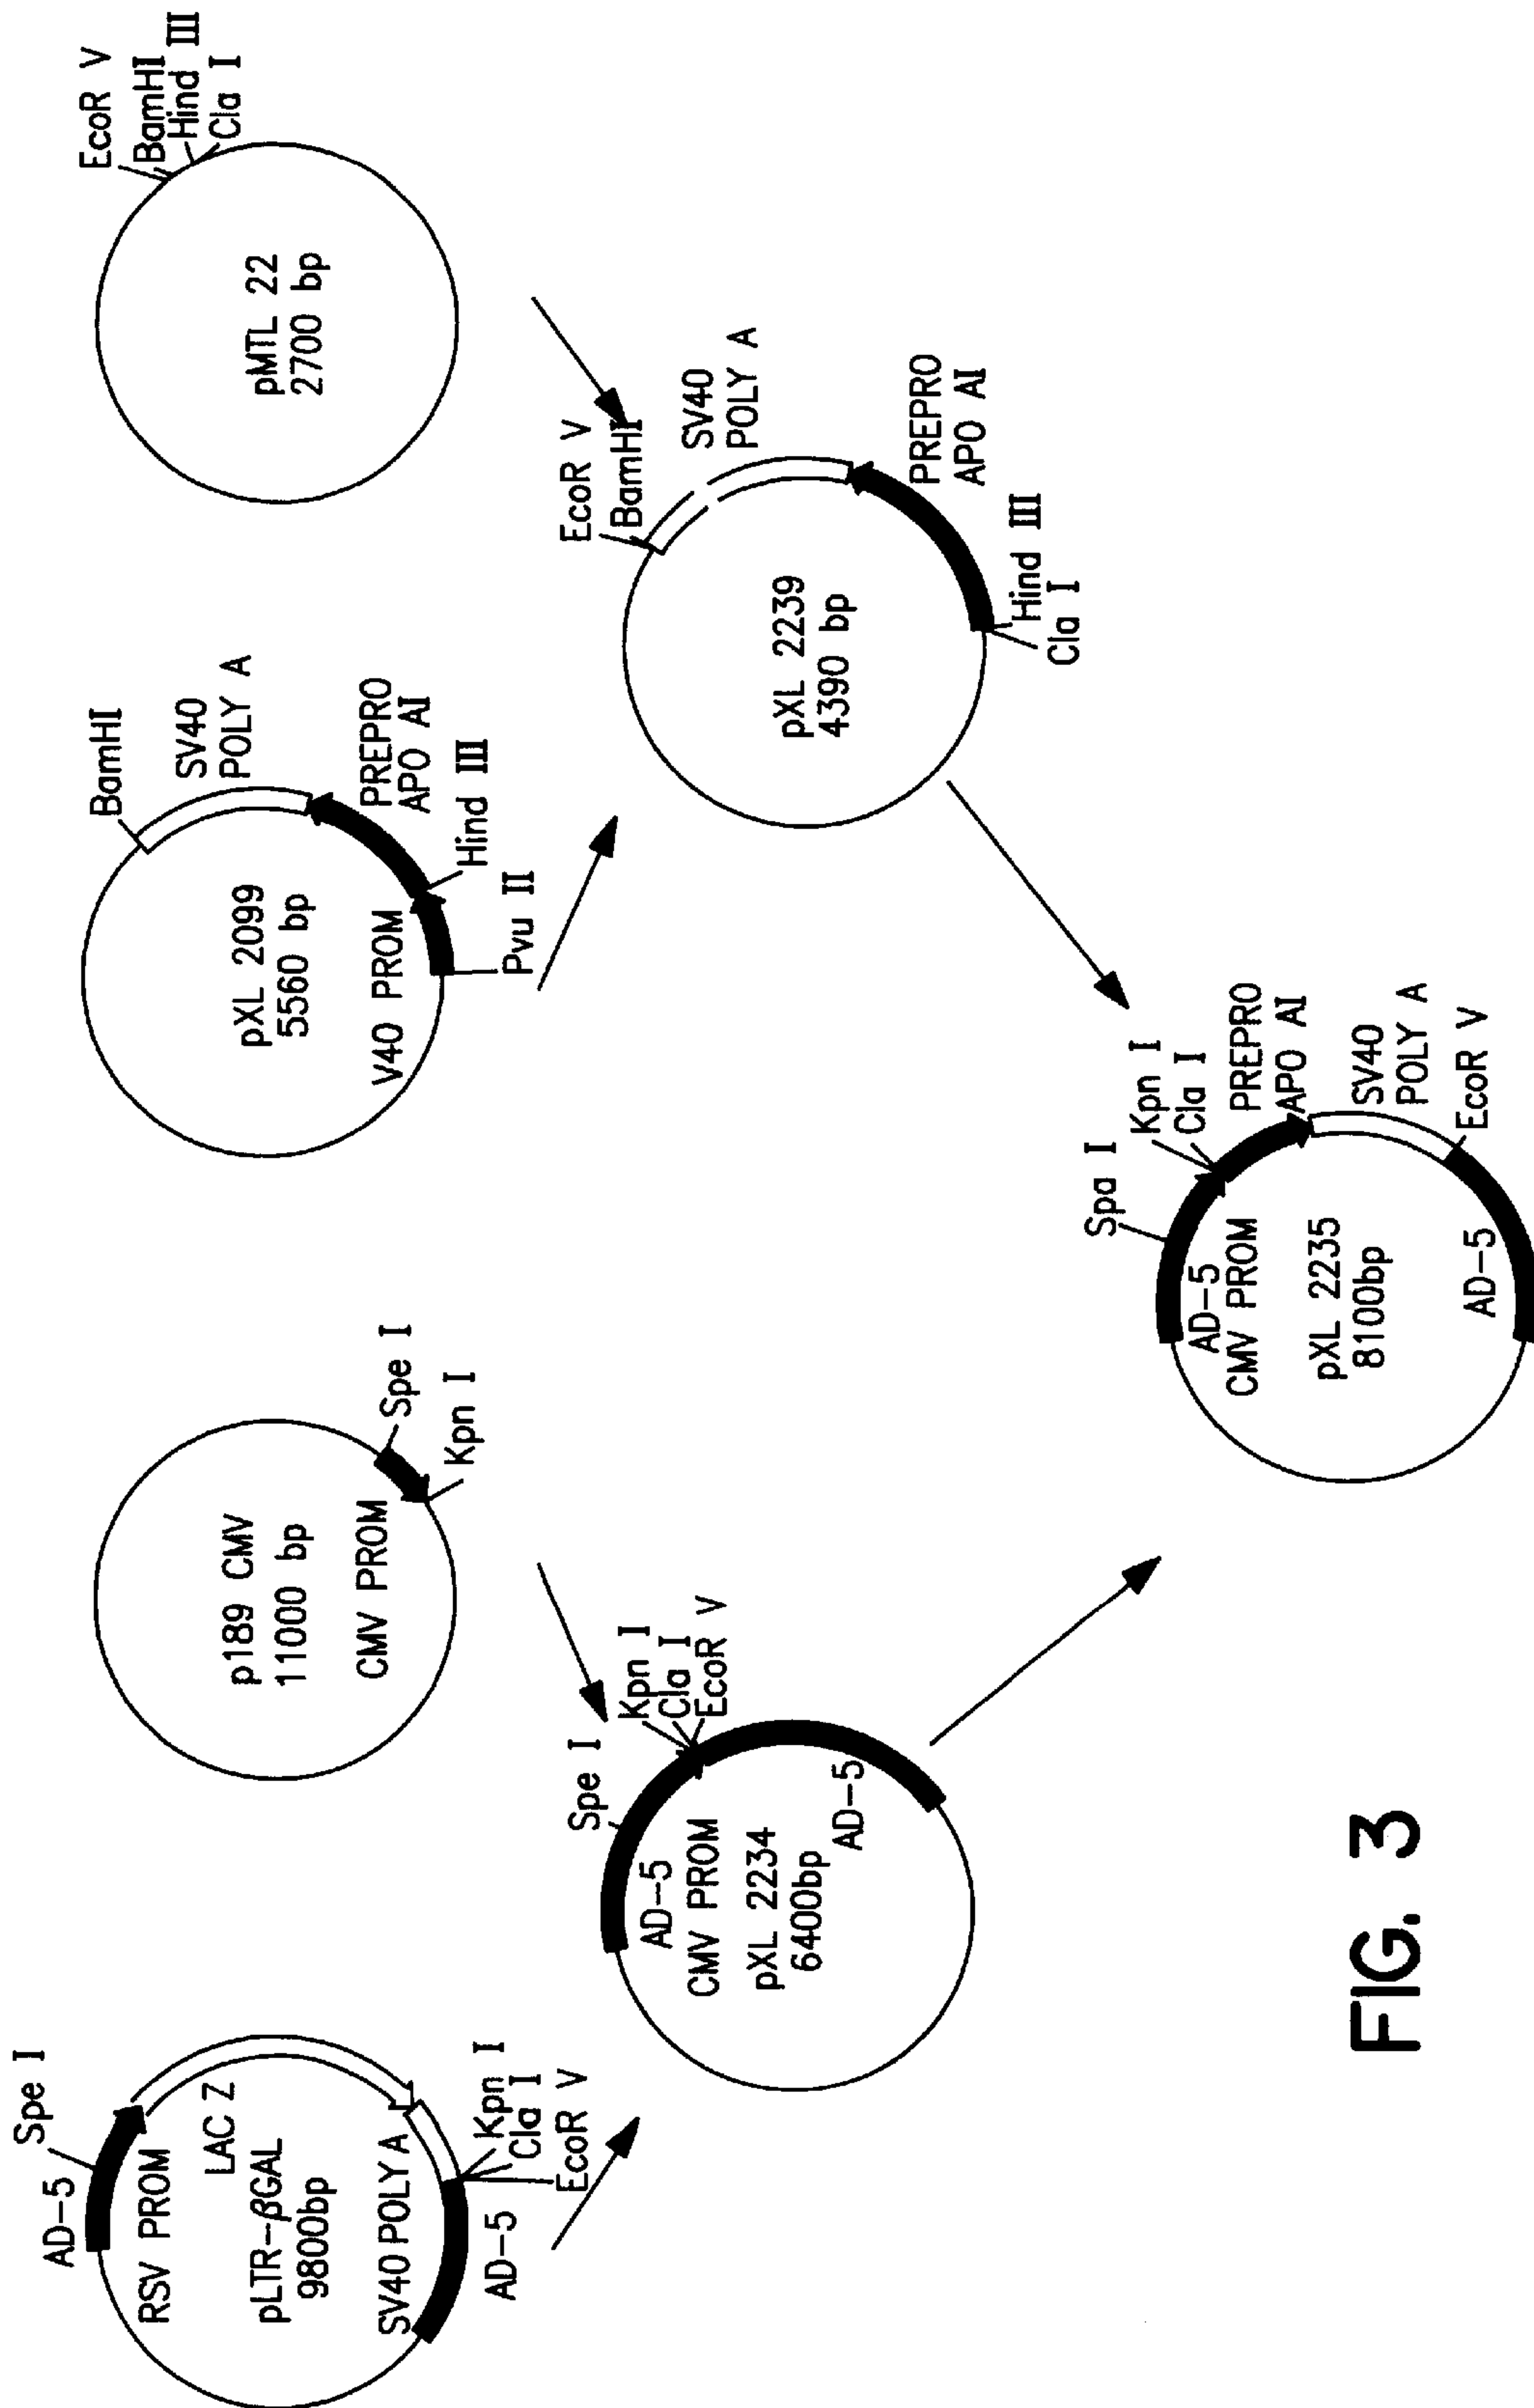 AD-5
Spe I
RSV PROM
LAC Z
pLTR-βGAL
9800bp
SV40 POLY A
AD-5
Kpn I
Cla I
EcoR V
p189 CMV
11000 bp
CMV PROM
Spe I
Kpn I
BamHI
pXL 2099
5560 bp
V40 PROM
SV40
POLY A
PREPRO
APO AI
Hind III
Pvu II
EcoR V
BamHI
Hind III
Cla I
pMTL 22
2700 bp
Spe I
Kpn I
Cla I
EcoR V
AD-5
CMV PROM
pXL 2234
6400bp
AD-5
EcoR V
BamHI
SV40
POLY A
pXL 2239
4390 bp
PREPRO
APO AI
Hind III
Cla I
Spa I
Kpn I
Cla I
AD-5
CMV PROM
PREPRO
APO AI
pXL 2235
8100bp
SV40
POLY A
AD-5
EcoR V
FIG. 3